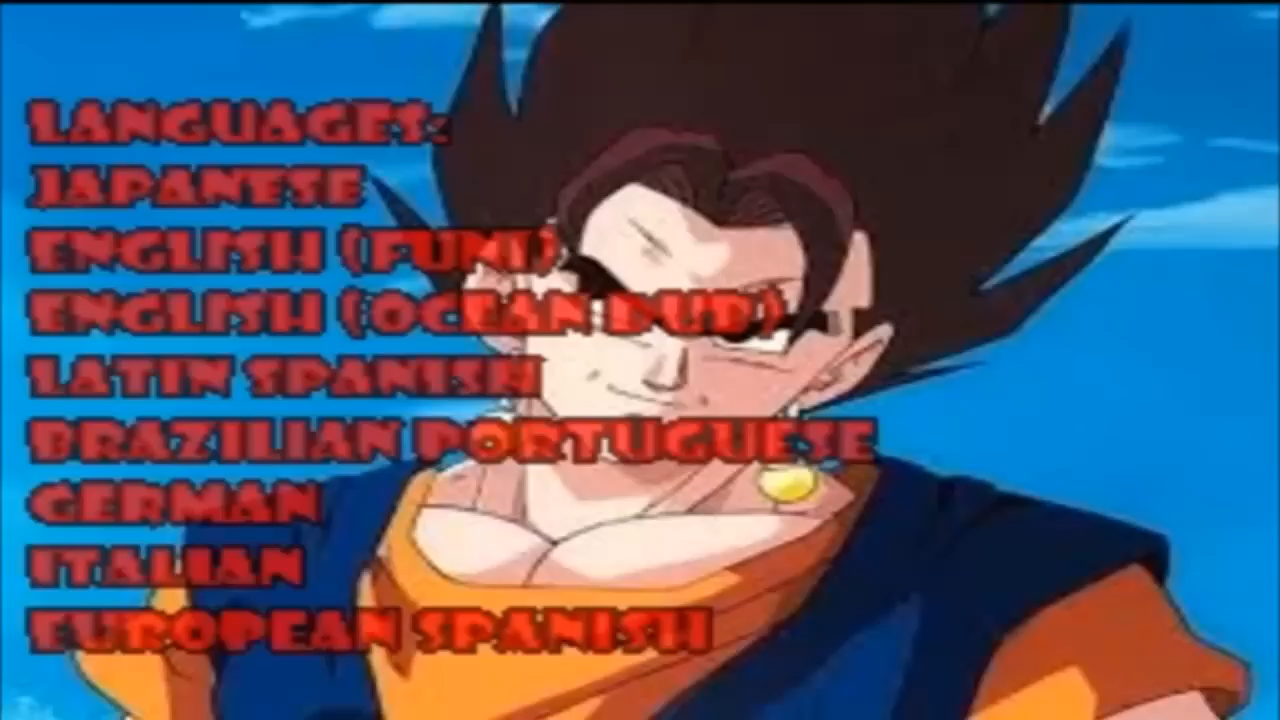 LANGUAGES:
JAPANESE
ENGLISH (FUNI)
ENGLISH (OCEAN DUB)
LATIN SPANISH
BRAZILIAN PORTUGUESE
GERMAN
ITALIAN
EUROPEAN SPANISH